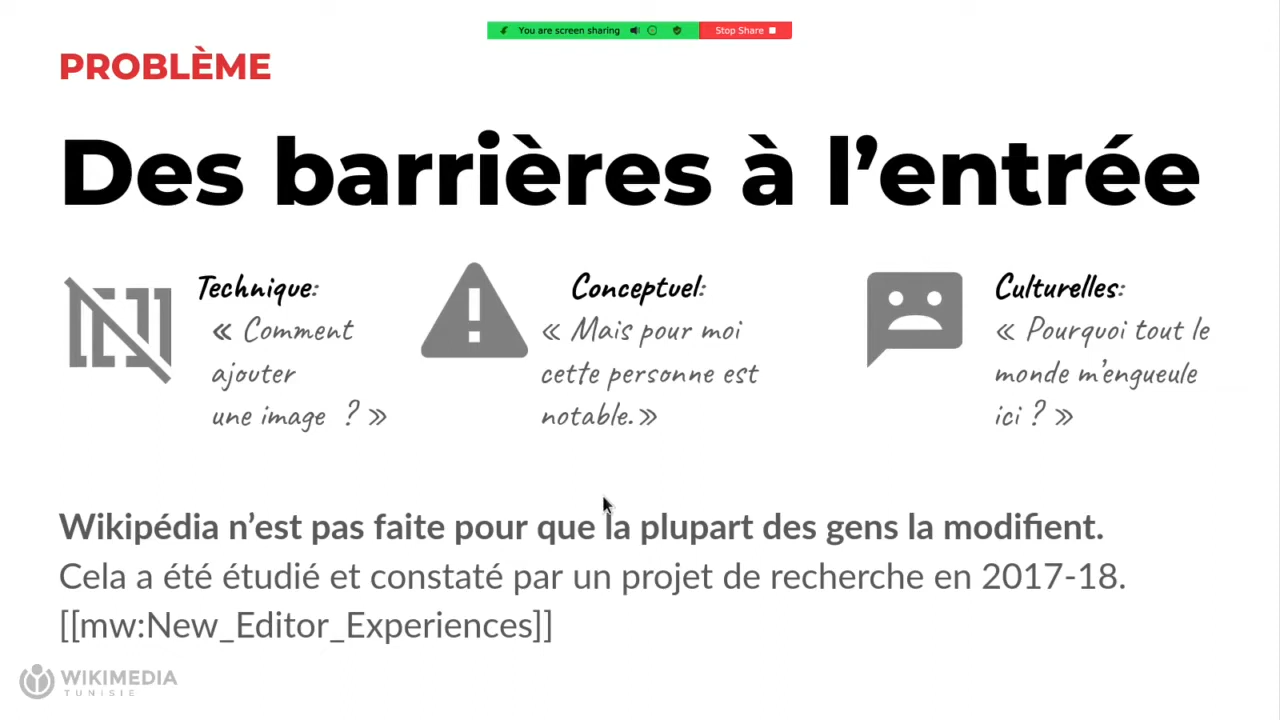 You are screen sharing
Stop Share
PROBLÈME
Des barrières à l’entrée
Technique:
« Comment
ajouter
une image ? »
Conceptuel:
« Mais pour moi
cette personne est
notable. »
Culturelles:
« Pourquoi tout le
monde m’engueule
ici ? »
Wikipédia n’est pas faite pour que la plupart des gens la modifient.
Cela a été étudié et constaté par un projet de recherche en 2017-18.
[[mw:New_Editor_Experiences]]
WIKIMEDIA
TUNISIE